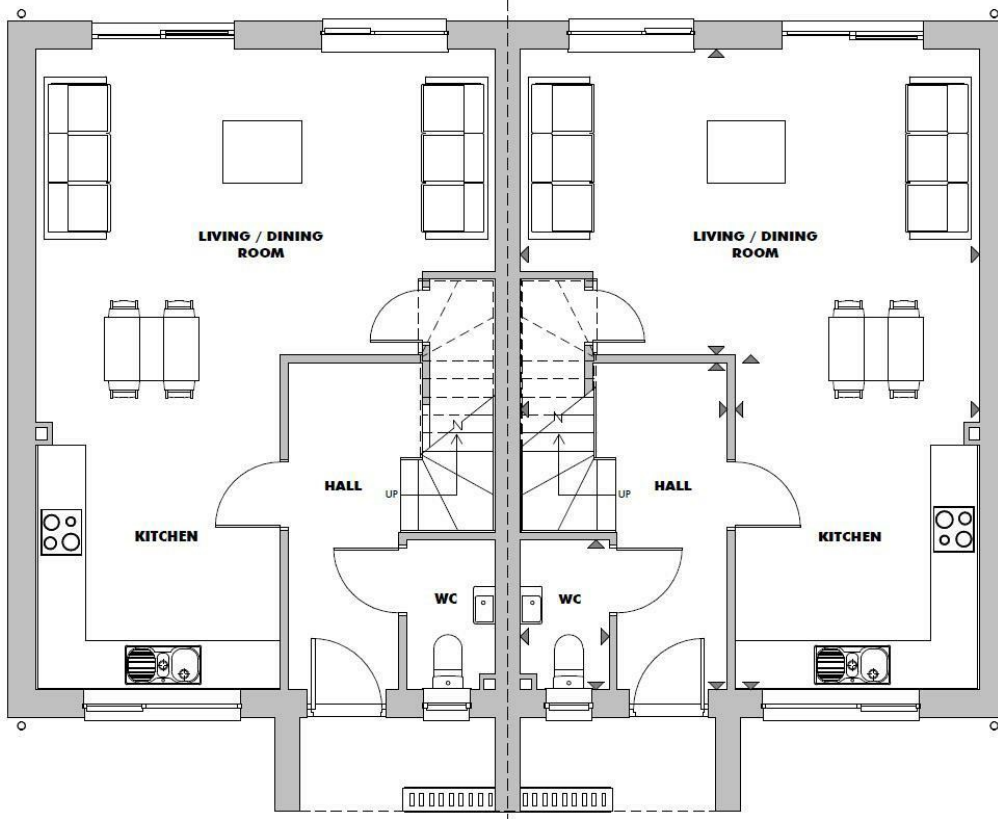 LIVING / DINING
ROOM
LIVING / DINING
ROOM
HALL
UP
UP
HALL
KITCHEN
KITCHEN
WC
WC